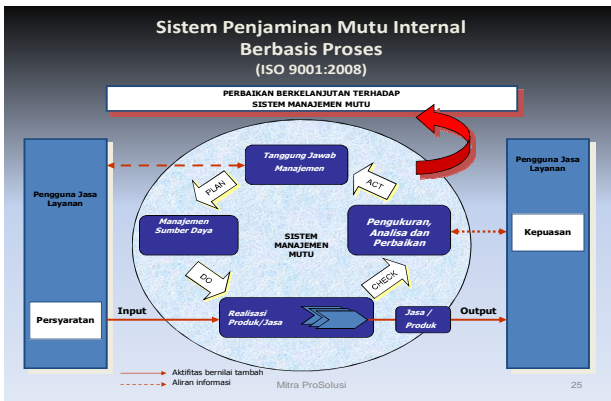 Sistem Penjaminan Mutu Internal
Berbasis Proses
(ISO 9001:2008)
PERBAIKAN BERKELANJUTAN TERHADAP
SISTEM MANAJEMEN MUTU
Pengguna Jasa
Layanan
Persyaratan
Input
Tanggung Jawab
Manajemen
PLAN
ACT
Manajemen
Sumber Daya
SISTEM
MANAJEMEN
MUTU
Pengukuran,
Analisa dan
Perbaikan
DO
CHECK
Realisasi
Produk/Jasa
Jasa /
Produk
Output
Pengguna Jasa
Layanan
Kepuasan
Aktifitas bernilai tambah
Aliran informasi
Mitra ProSolusi
25